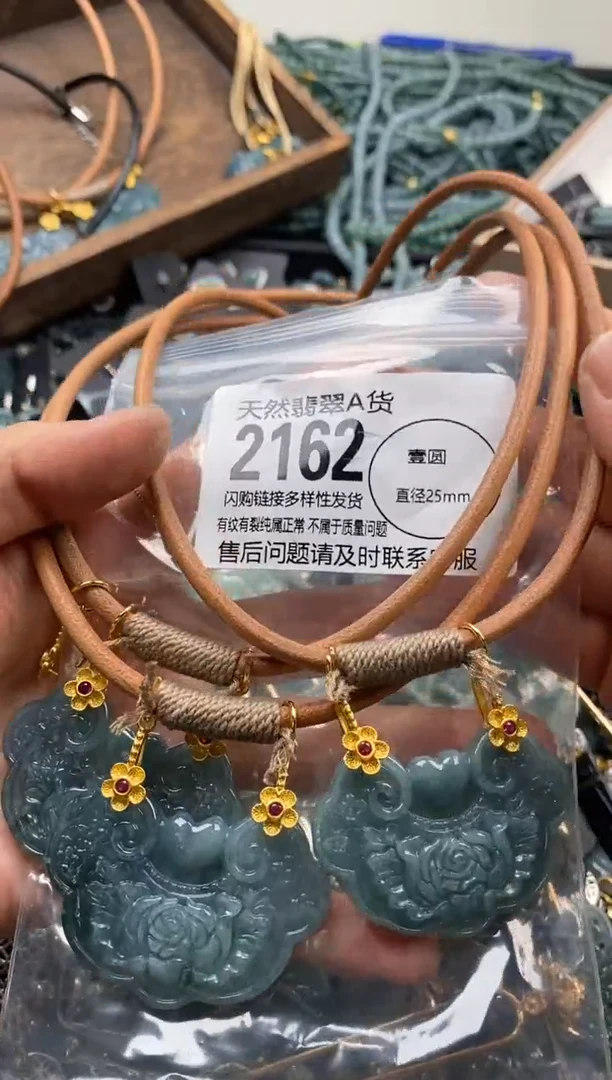 天然翡翠A货
2162
壹圆
直径25mm
闪购链接多样性发货
有纹有裂纯属正常 不属于质量问题
售后问题请及时联系客服